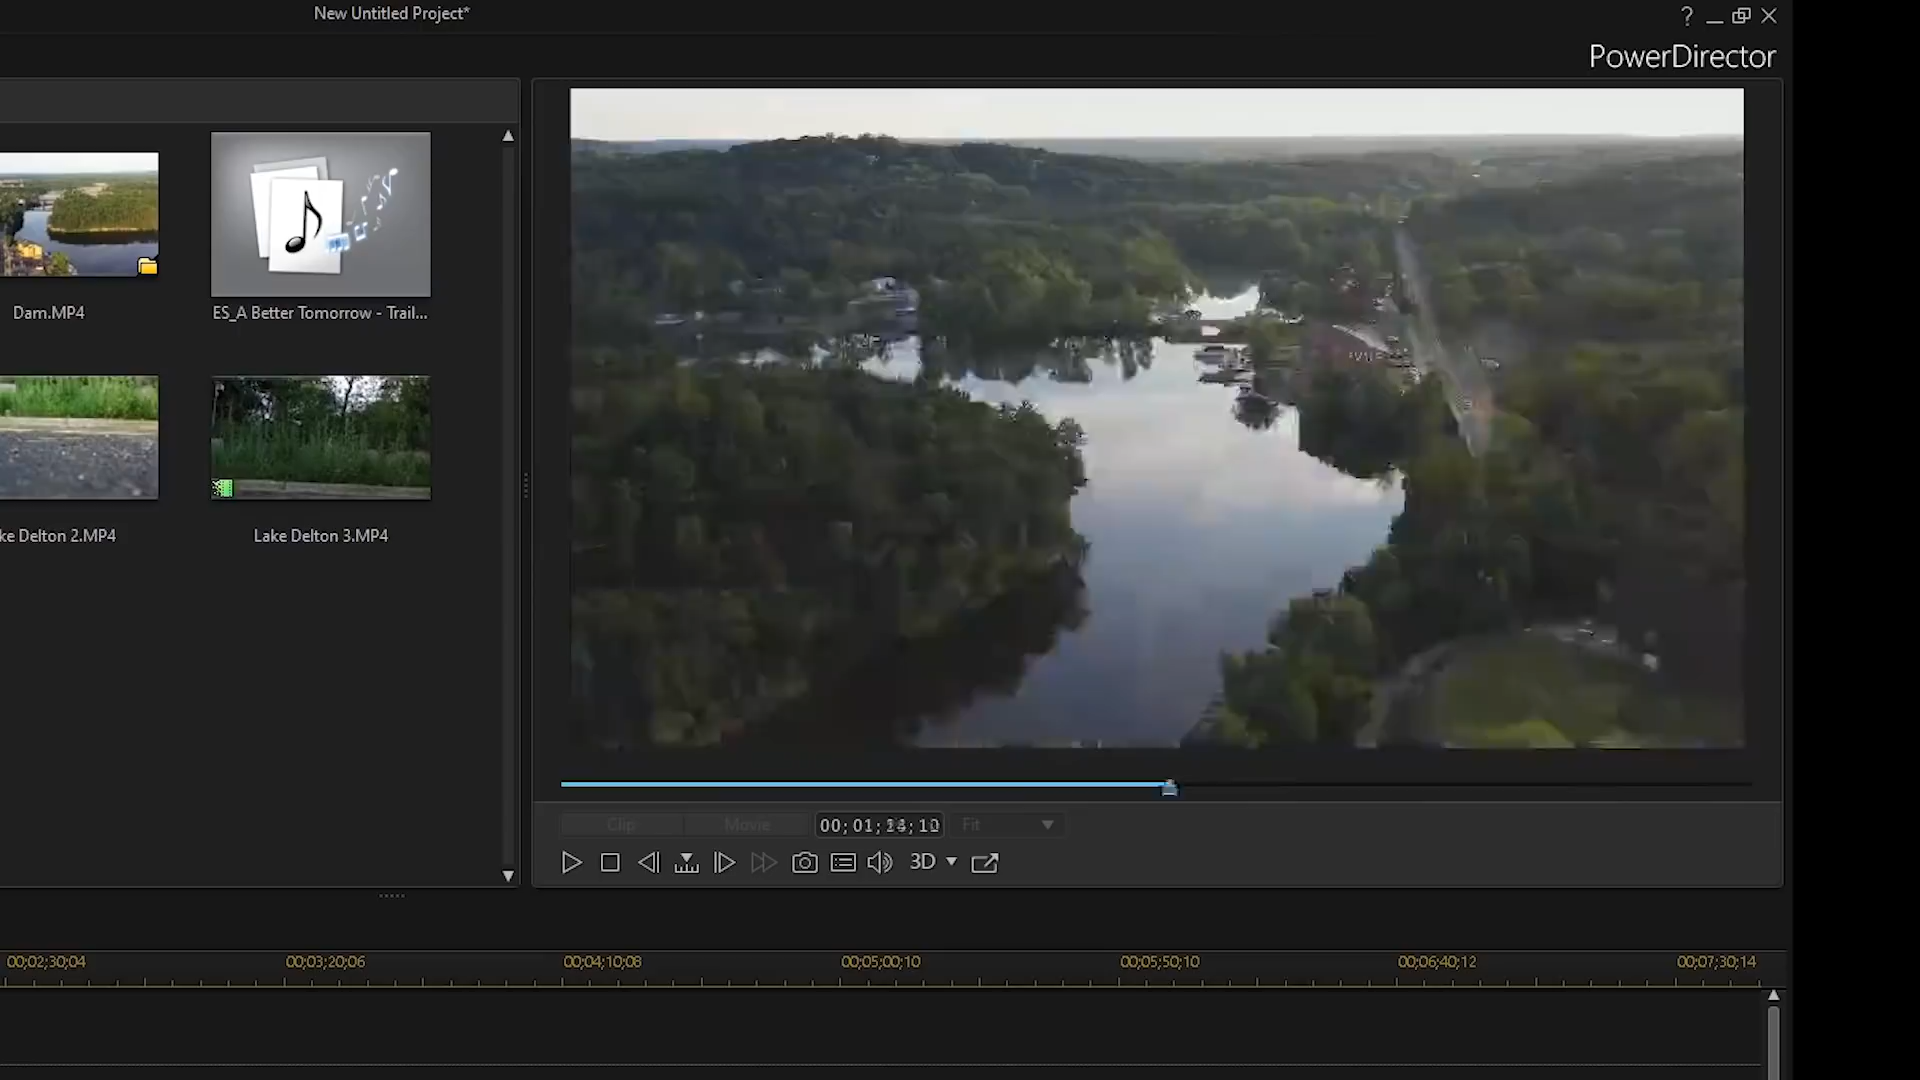 New Untitled Project*
?
PowerDirector
Dam.MP4
ES_A Better Tomorrow - Trail...
ke Delton 2.MP4
Lake Delton 3.MP4
Clip
Movie
Fit
3D
00;02;30;04
00;03;20;06
00;04;10;08
00;05;00;10
00;05;50;10
00;06;40;12
00;07;30;14